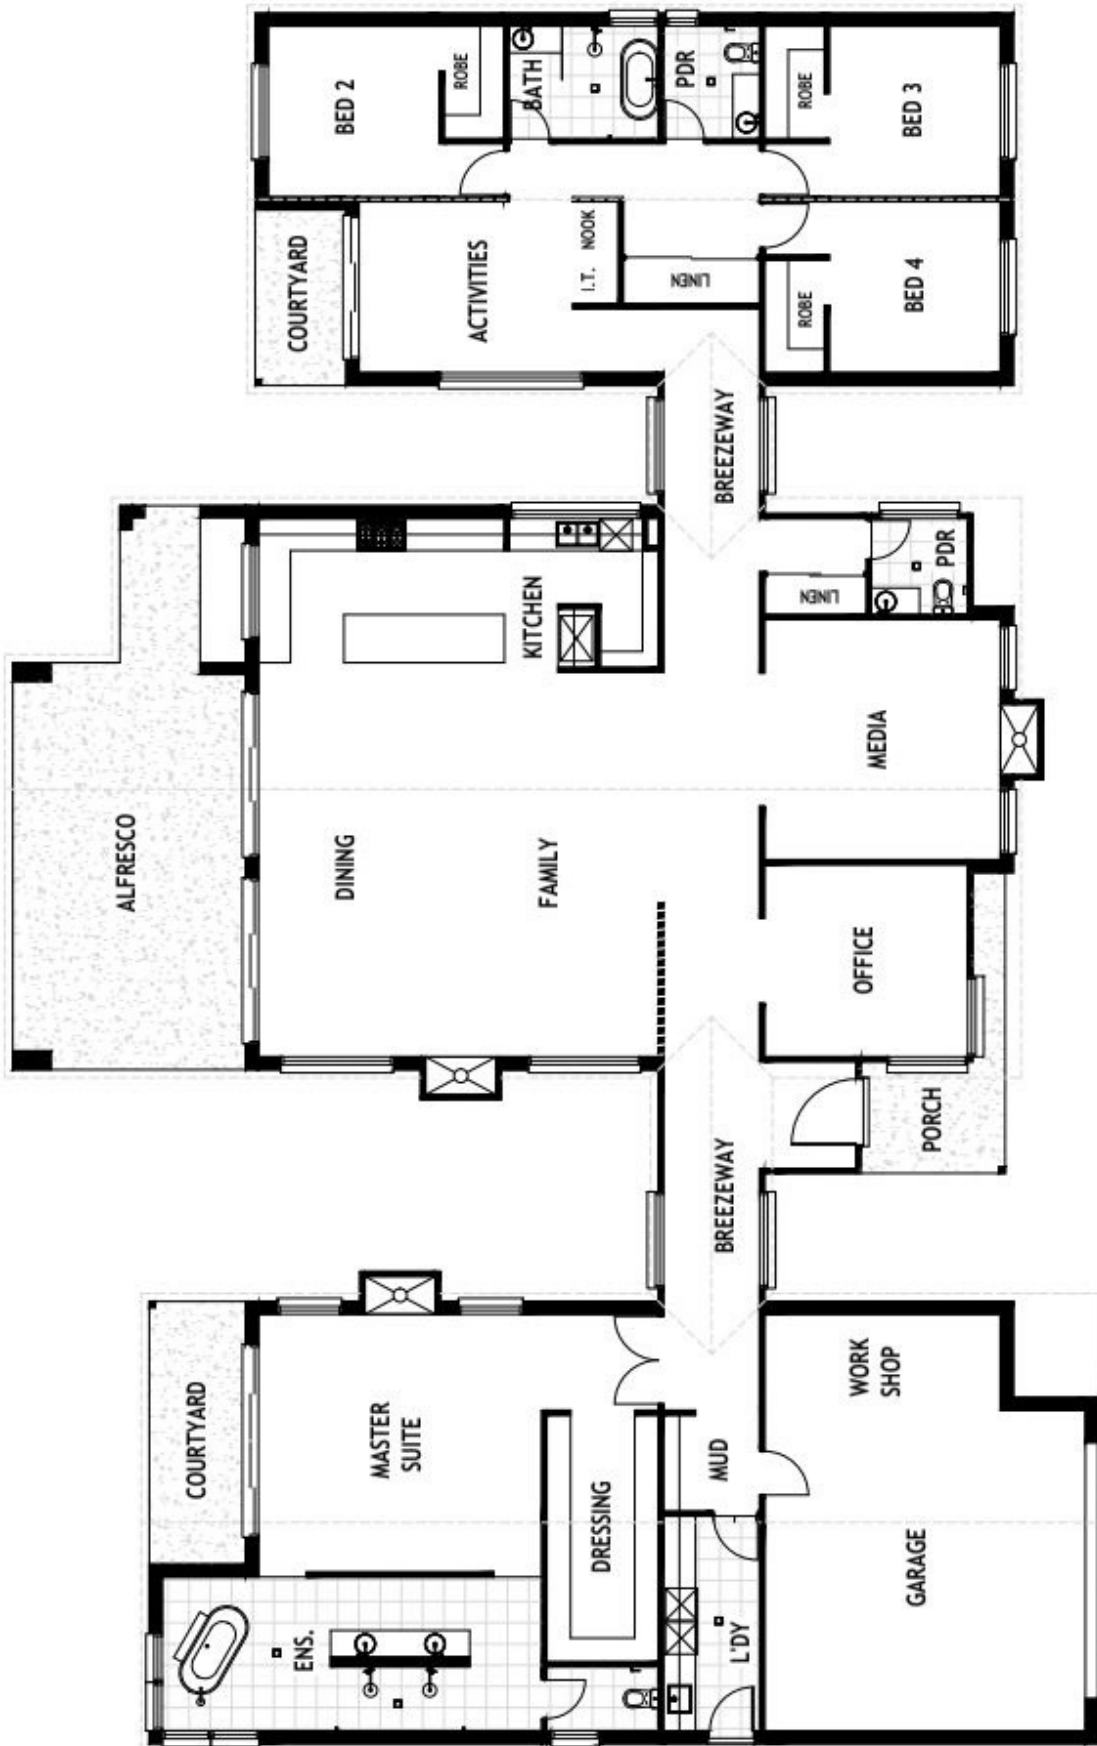 BED 2
ROBE
BATH
PDR
ROBE
BED 3
COURTYARD
ACTIVITIES
I.T. NOOK
LINEN
ROBE
BED 4
BREEZEWAY
KITCHEN
LINEN
PDR
ALFRESCO
DINING
FAMILY
MEDIA
OFFICE
PORCH
BREEZEWAY
COURTYARD
MASTER
SUITE
WORK
SHOP
MUD
DRESSING
GARAGE
ENS.
L'DY